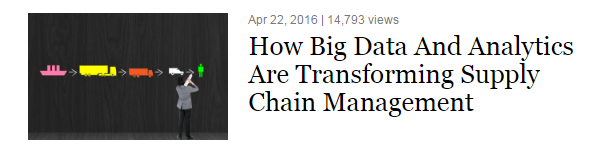 Apr 22, 2016 | 14,793 views
How Big Data And Analytics
Are Transforming Supply
Chain Management